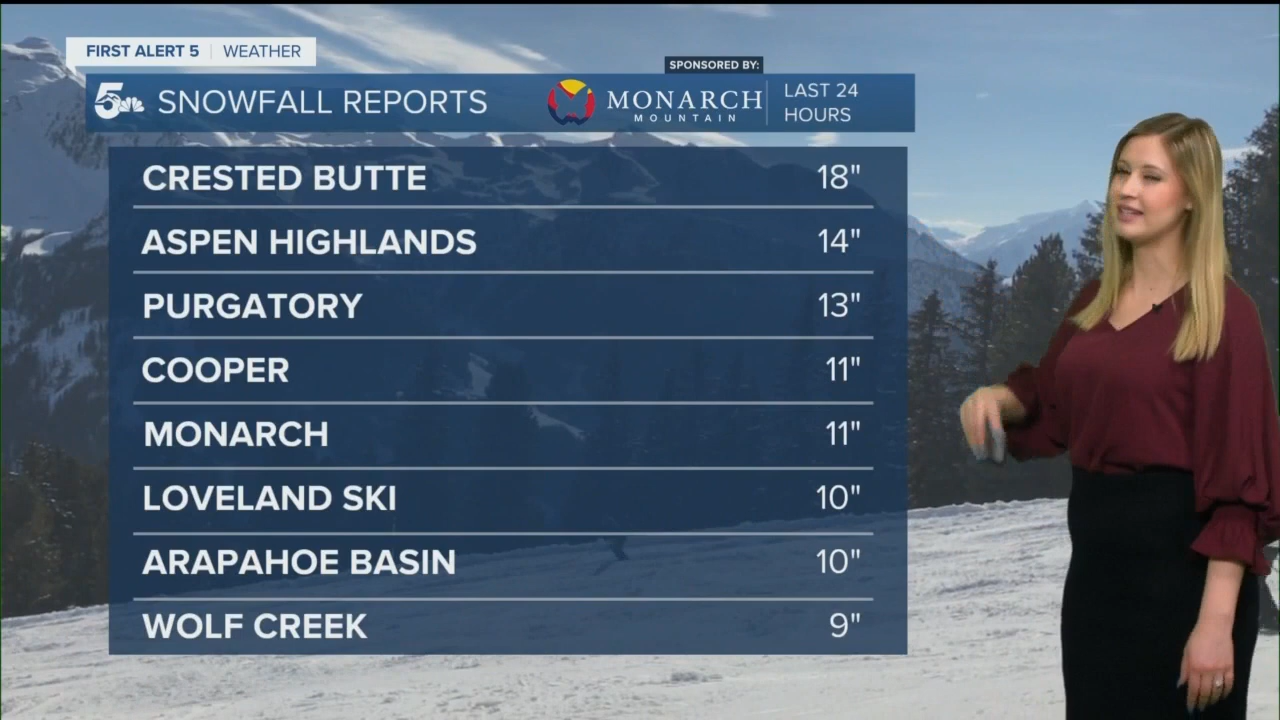 FIRST ALERT 5 | WEATHER
SPONSORED BY:
5 NBC SNOWFALL REPORTS
MONARCH
MOUNTAIN
LAST 24
HOURS
CRESTED BUTTE 18"
ASPEN HIGHLANDS 14"
PURGATORY 13"
COOPER 11"
MONARCH 11"
LOVELAND SKI 10"
ARAPAHOE BASIN 10"
WOLF CREEK 9"